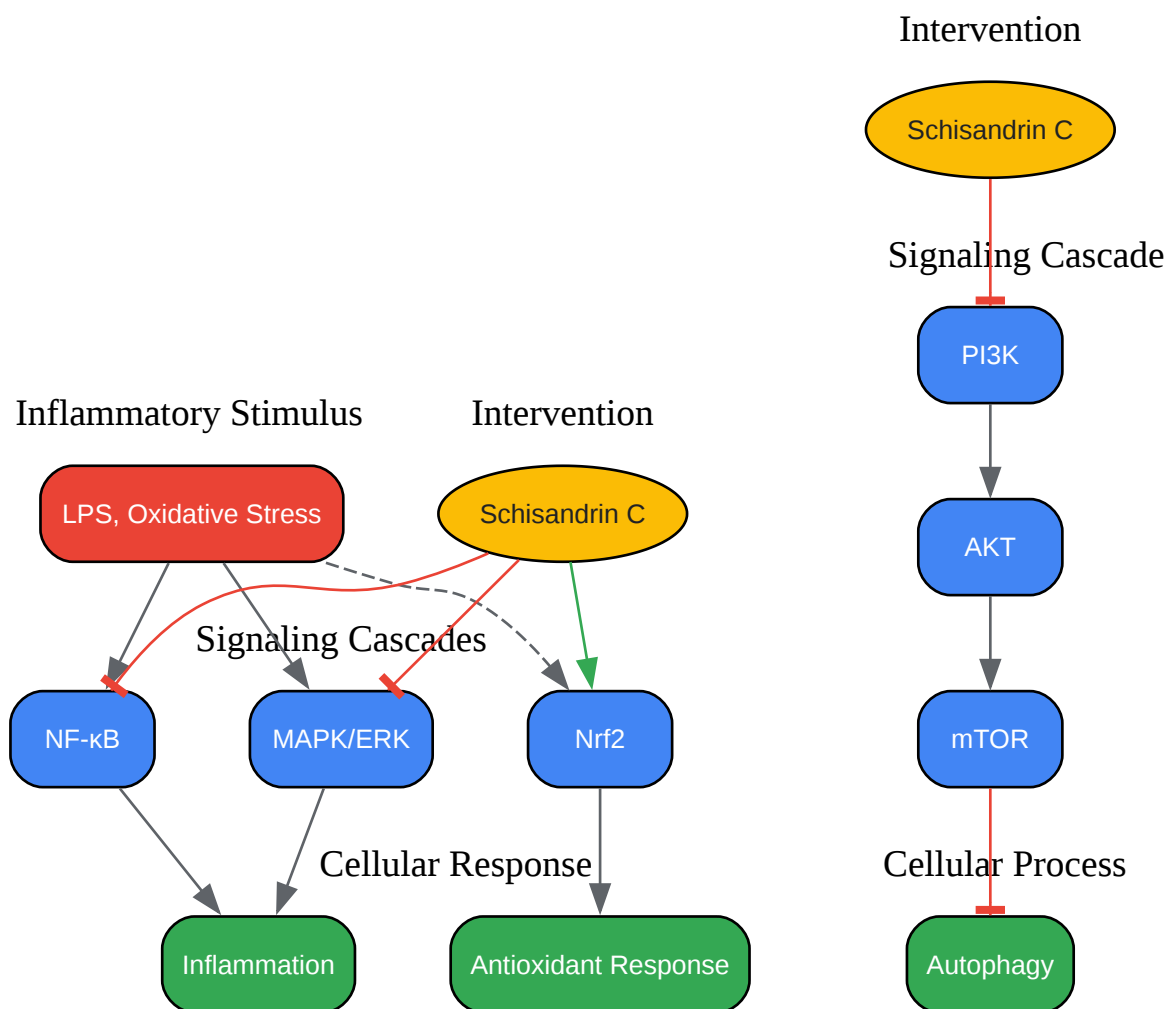 Intervention
Schisandrin C
Signaling Cascade
PI3K
Inflammatory Stimulus
Intervention
LPS, Oxidative Stress
Schisandrin C
AKT
Signaling Cascades
NF-κB
MAPK/ERK
Nrf2
mTOR
Cellular Response
Cellular Process
Inflammation
Antioxidant Response
Autophagy